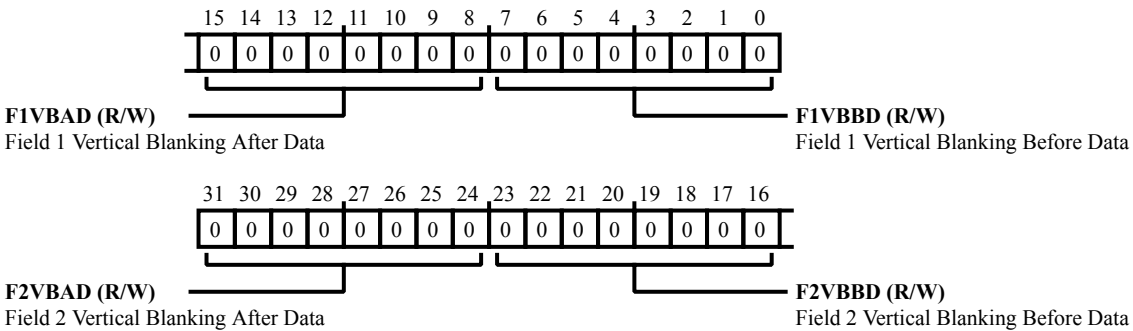 15 14 13 12 11 10 9 8 7 6 5 4 3 2 1 0
0 0 0 0 0 0 0 0 0 0 0 0 0 0 0 0
F1VBAD (R/W)
Field 1 Vertical Blanking After Data
F1VBBD (R/W)
Field 1 Vertical Blanking Before Data
31 30 29 28 27 26 25 24 23 22 21 20 19 18 17 16
0 0 0 0 0 0 0 0 0 0 0 0 0 0 0 0
F2VBAD (R/W)
Field 2 Vertical Blanking After Data
F2VBBD (R/W)
Field 2 Vertical Blanking Before Data